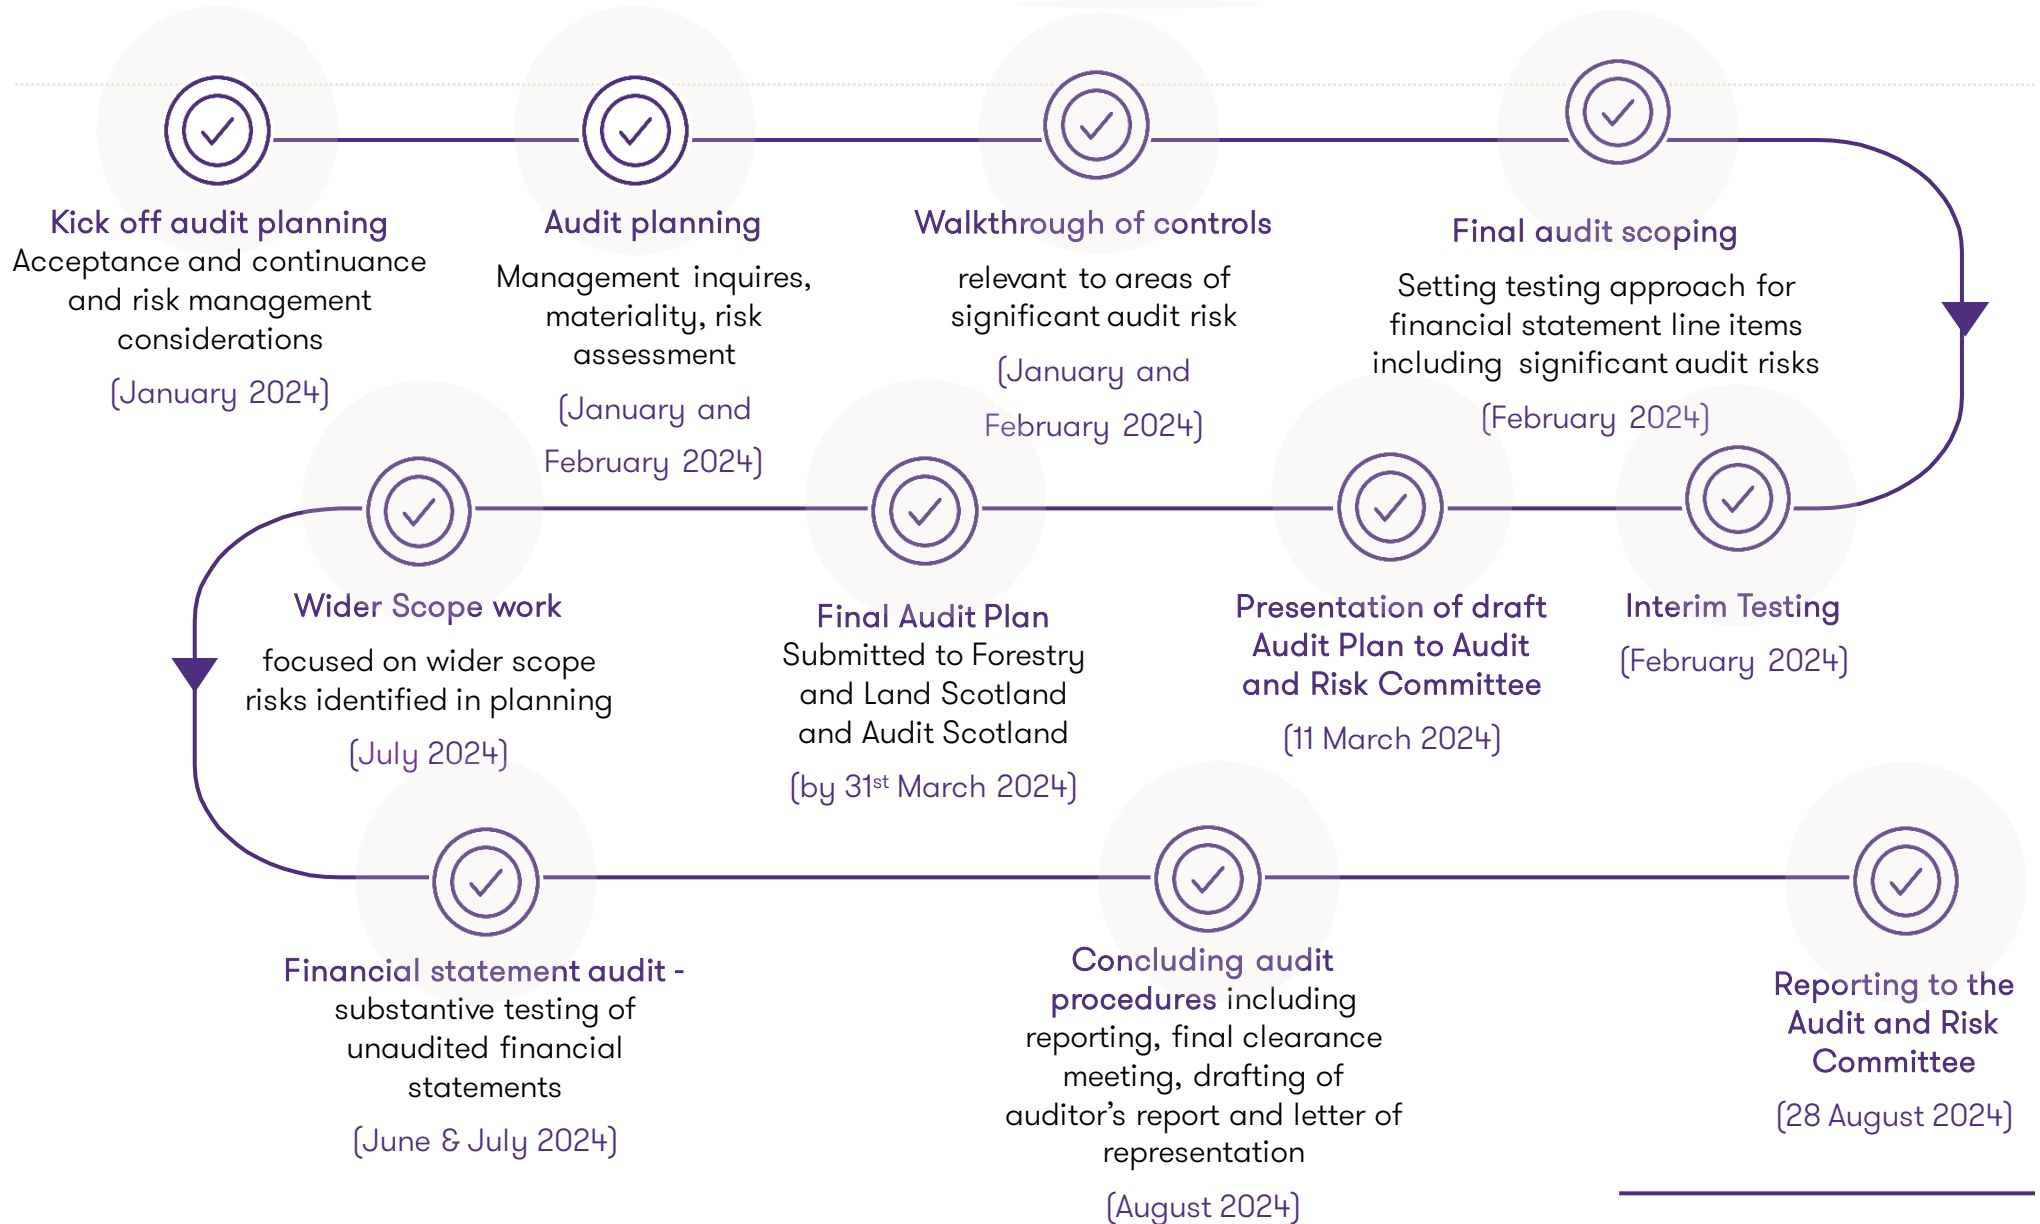 Kick off audit planning
Acceptance and continuance
and risk management
considerations
(January 2024)
Audit planning
Management inquires,
materiality, risk
assessment
(January and
February 2024)
Walkthrough of controls
relevant to areas of
significant audit risk
(January and
February 2024)
Final audit scoping
Setting testing approach for
financial statement line items
including significant audit risks
(February 2024)
Interim Testing
(February 2024)
Presentation of draft
Audit Plan to Audit
and Risk Committee
(11 March 2024)
Final Audit Plan
Submitted to Forestry
and Land Scotland
and Audit Scotland
(by 31st March 2024)
Wider Scope work
focused on wider scope
risks identified in planning
(July 2024)
Financial statement audit -
substantive testing of
unaudited financial
statements
(June & July 2024)
Concluding audit
procedures including
reporting, final clearance
meeting, drafting of
auditor’s report and letter of
representation
(August 2024)
Reporting to the
Audit and Risk
Committee
(28 August 2024)